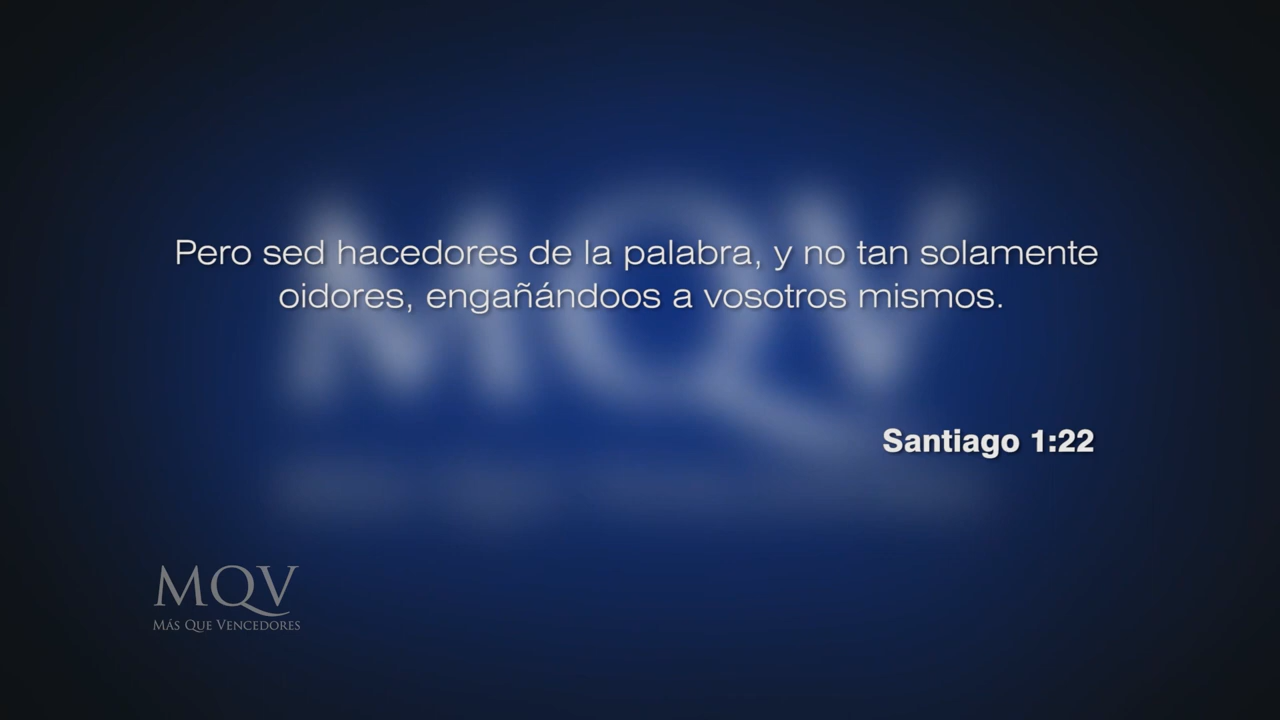 Pero sed hacedores de la palabra, y no tan solamente
oidores, engañándoos a vosotros mismos.
Santiago 1:22
MQV
MÁS QUE VENCEDORES